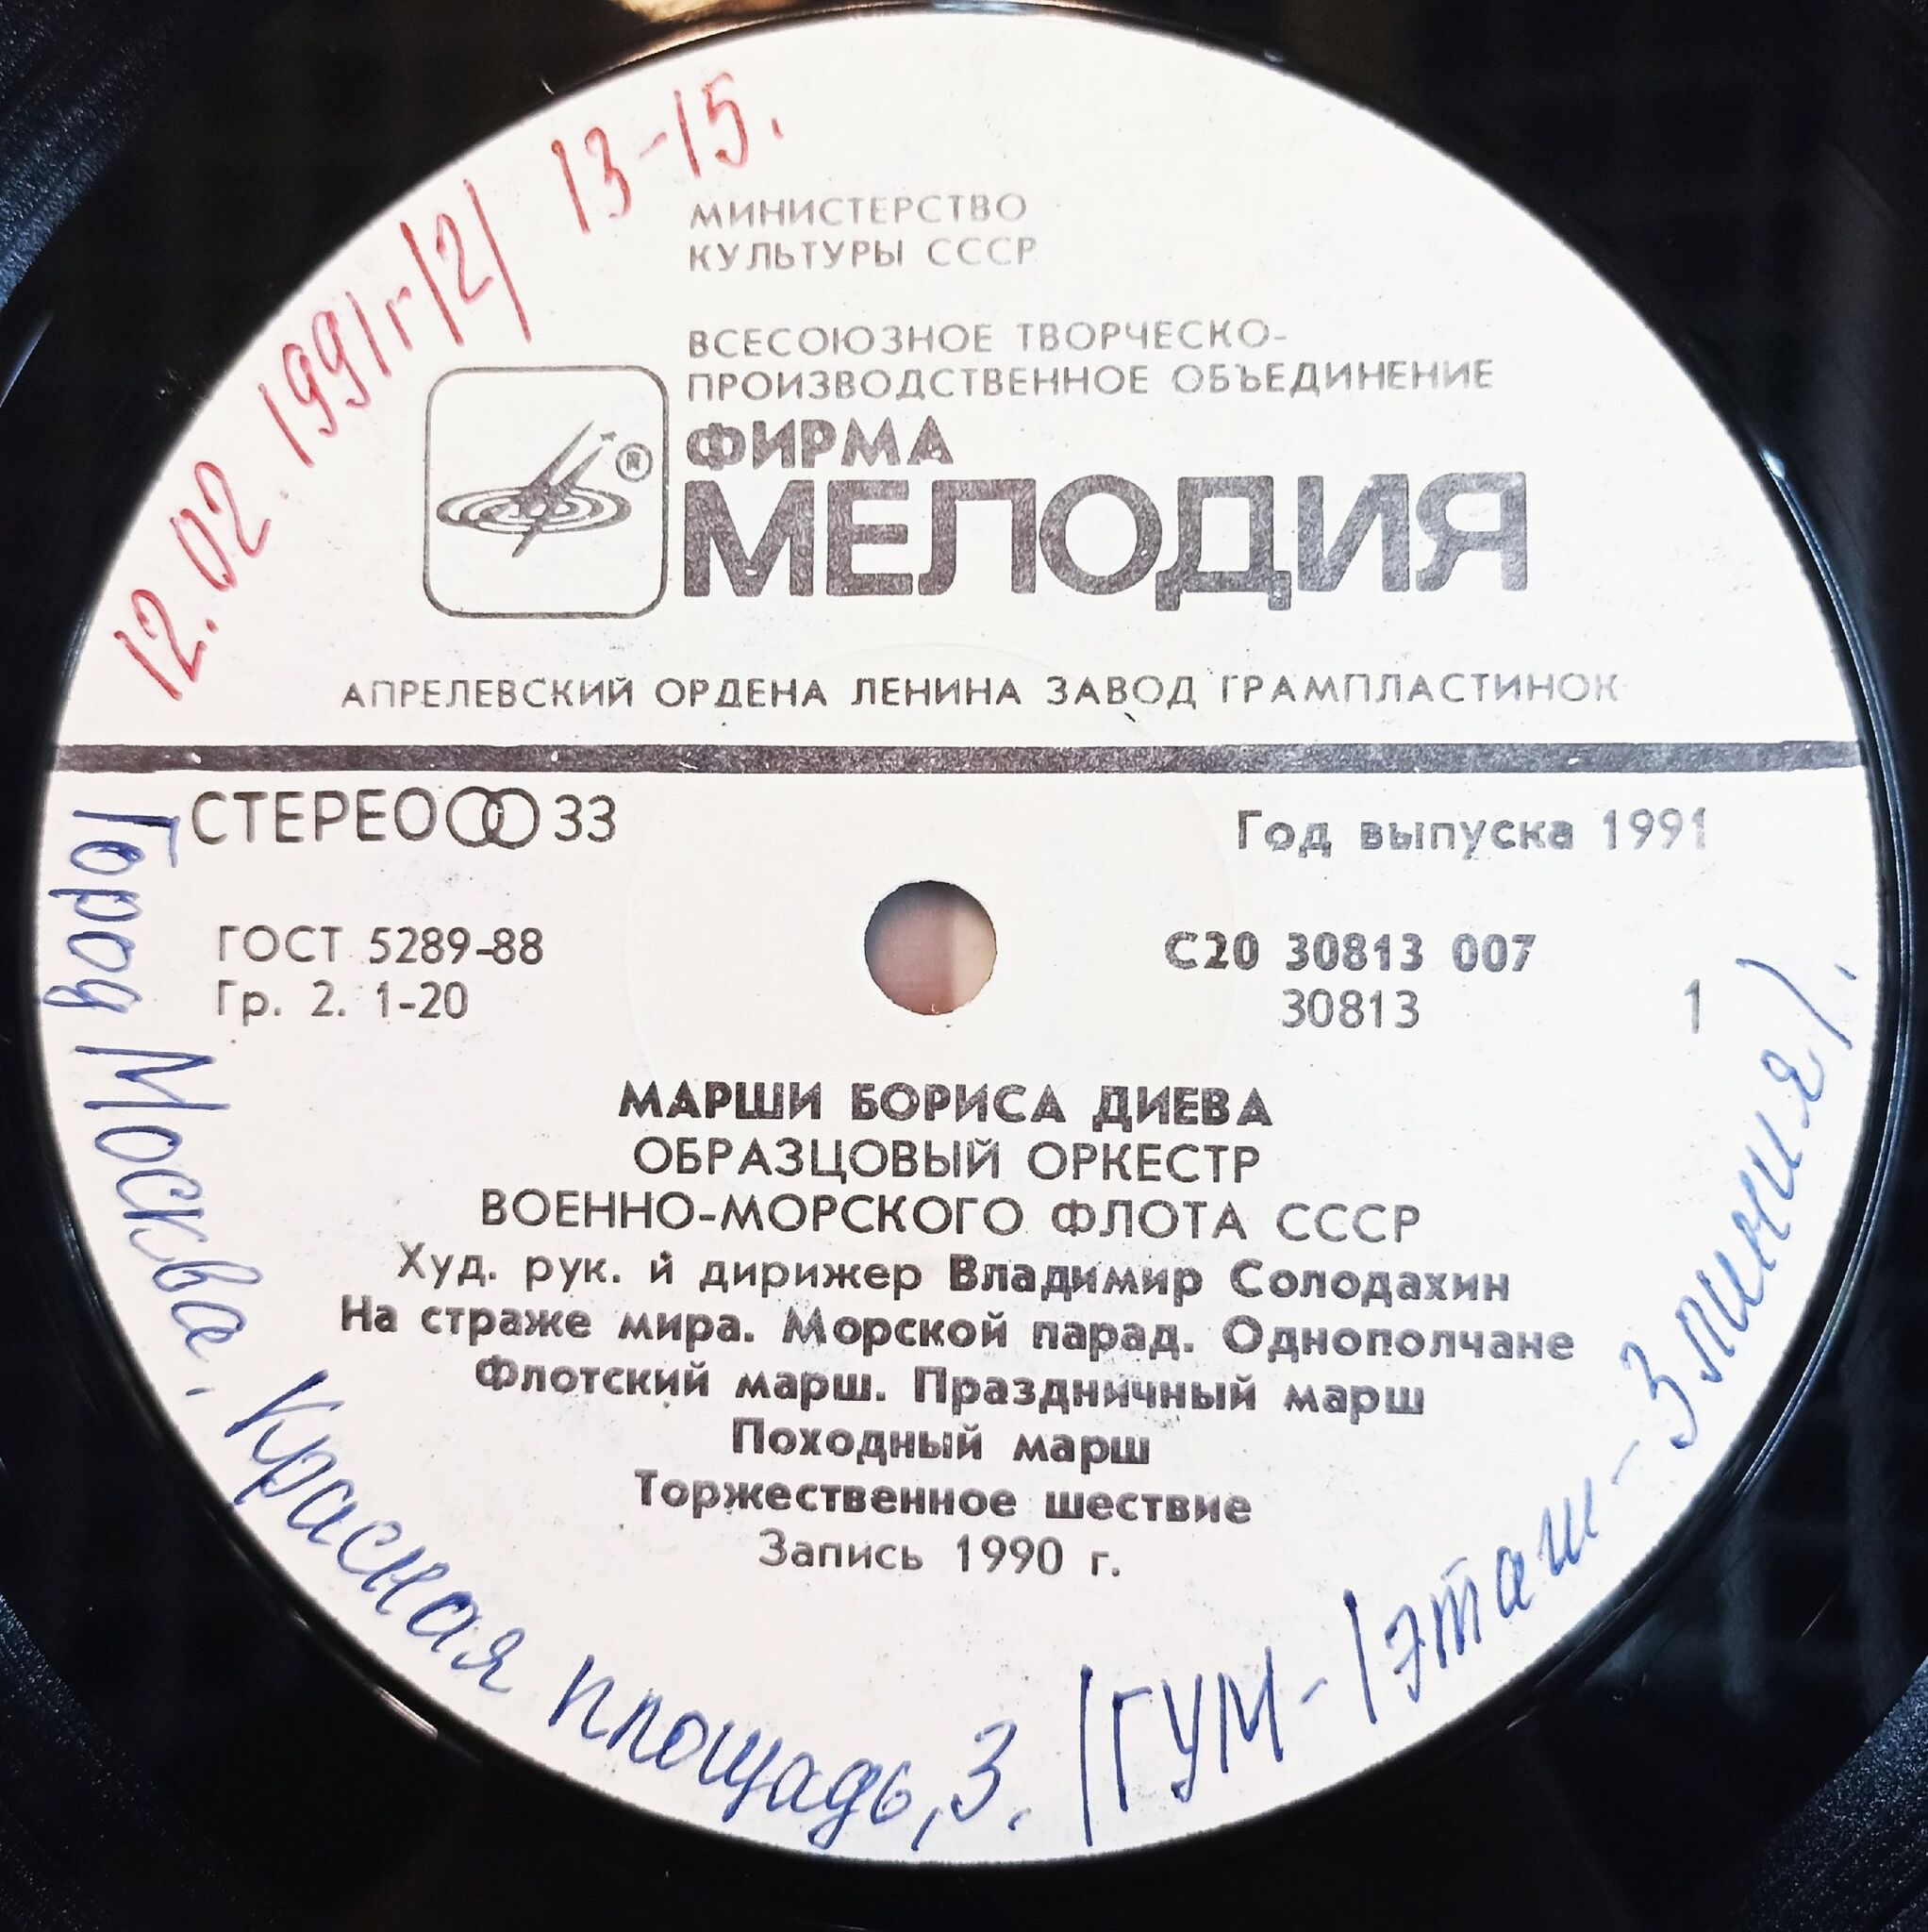 12.02.1991г/2/ 13-15.
МИНИСТЕРСТВО
КУЛЬТУРЫ СССР
ВСЕСОЮЗНОЕ ТВОРЧЕСКО-
ПРОИЗВОДСТВЕННОЕ ОБЪЕДИНЕНИЕ
ФИРМА
®
МЕЛОДИЯ
АПРЕЛЕВСКИЙ ОРДЕНА ЛЕНИНА ЗАВОД ГРАМПЛАСТИНОК
СТЕРЕО 33
Год выпуска 1991
ГОСТ 5289-88
Гр. 2. 1-20
С20 30813 007
30813
1
МАРШИ БОРИСА ДИЕВА
ОБРАЗЦОВЫЙ ОРКЕСТР
ВОЕННО-МОРСКОГО ФЛОТА СССР
Худ. рук. й дирижер Владимир Солодахин
На страже мира. Морской парад. Однополчане
Флотский марш. Праздничный марш
Походный марш
Торжественное шествие
Запись 1990 г.
Город Москва. Красная площадь, 3. /ГУМ-1этаж-3линия/.